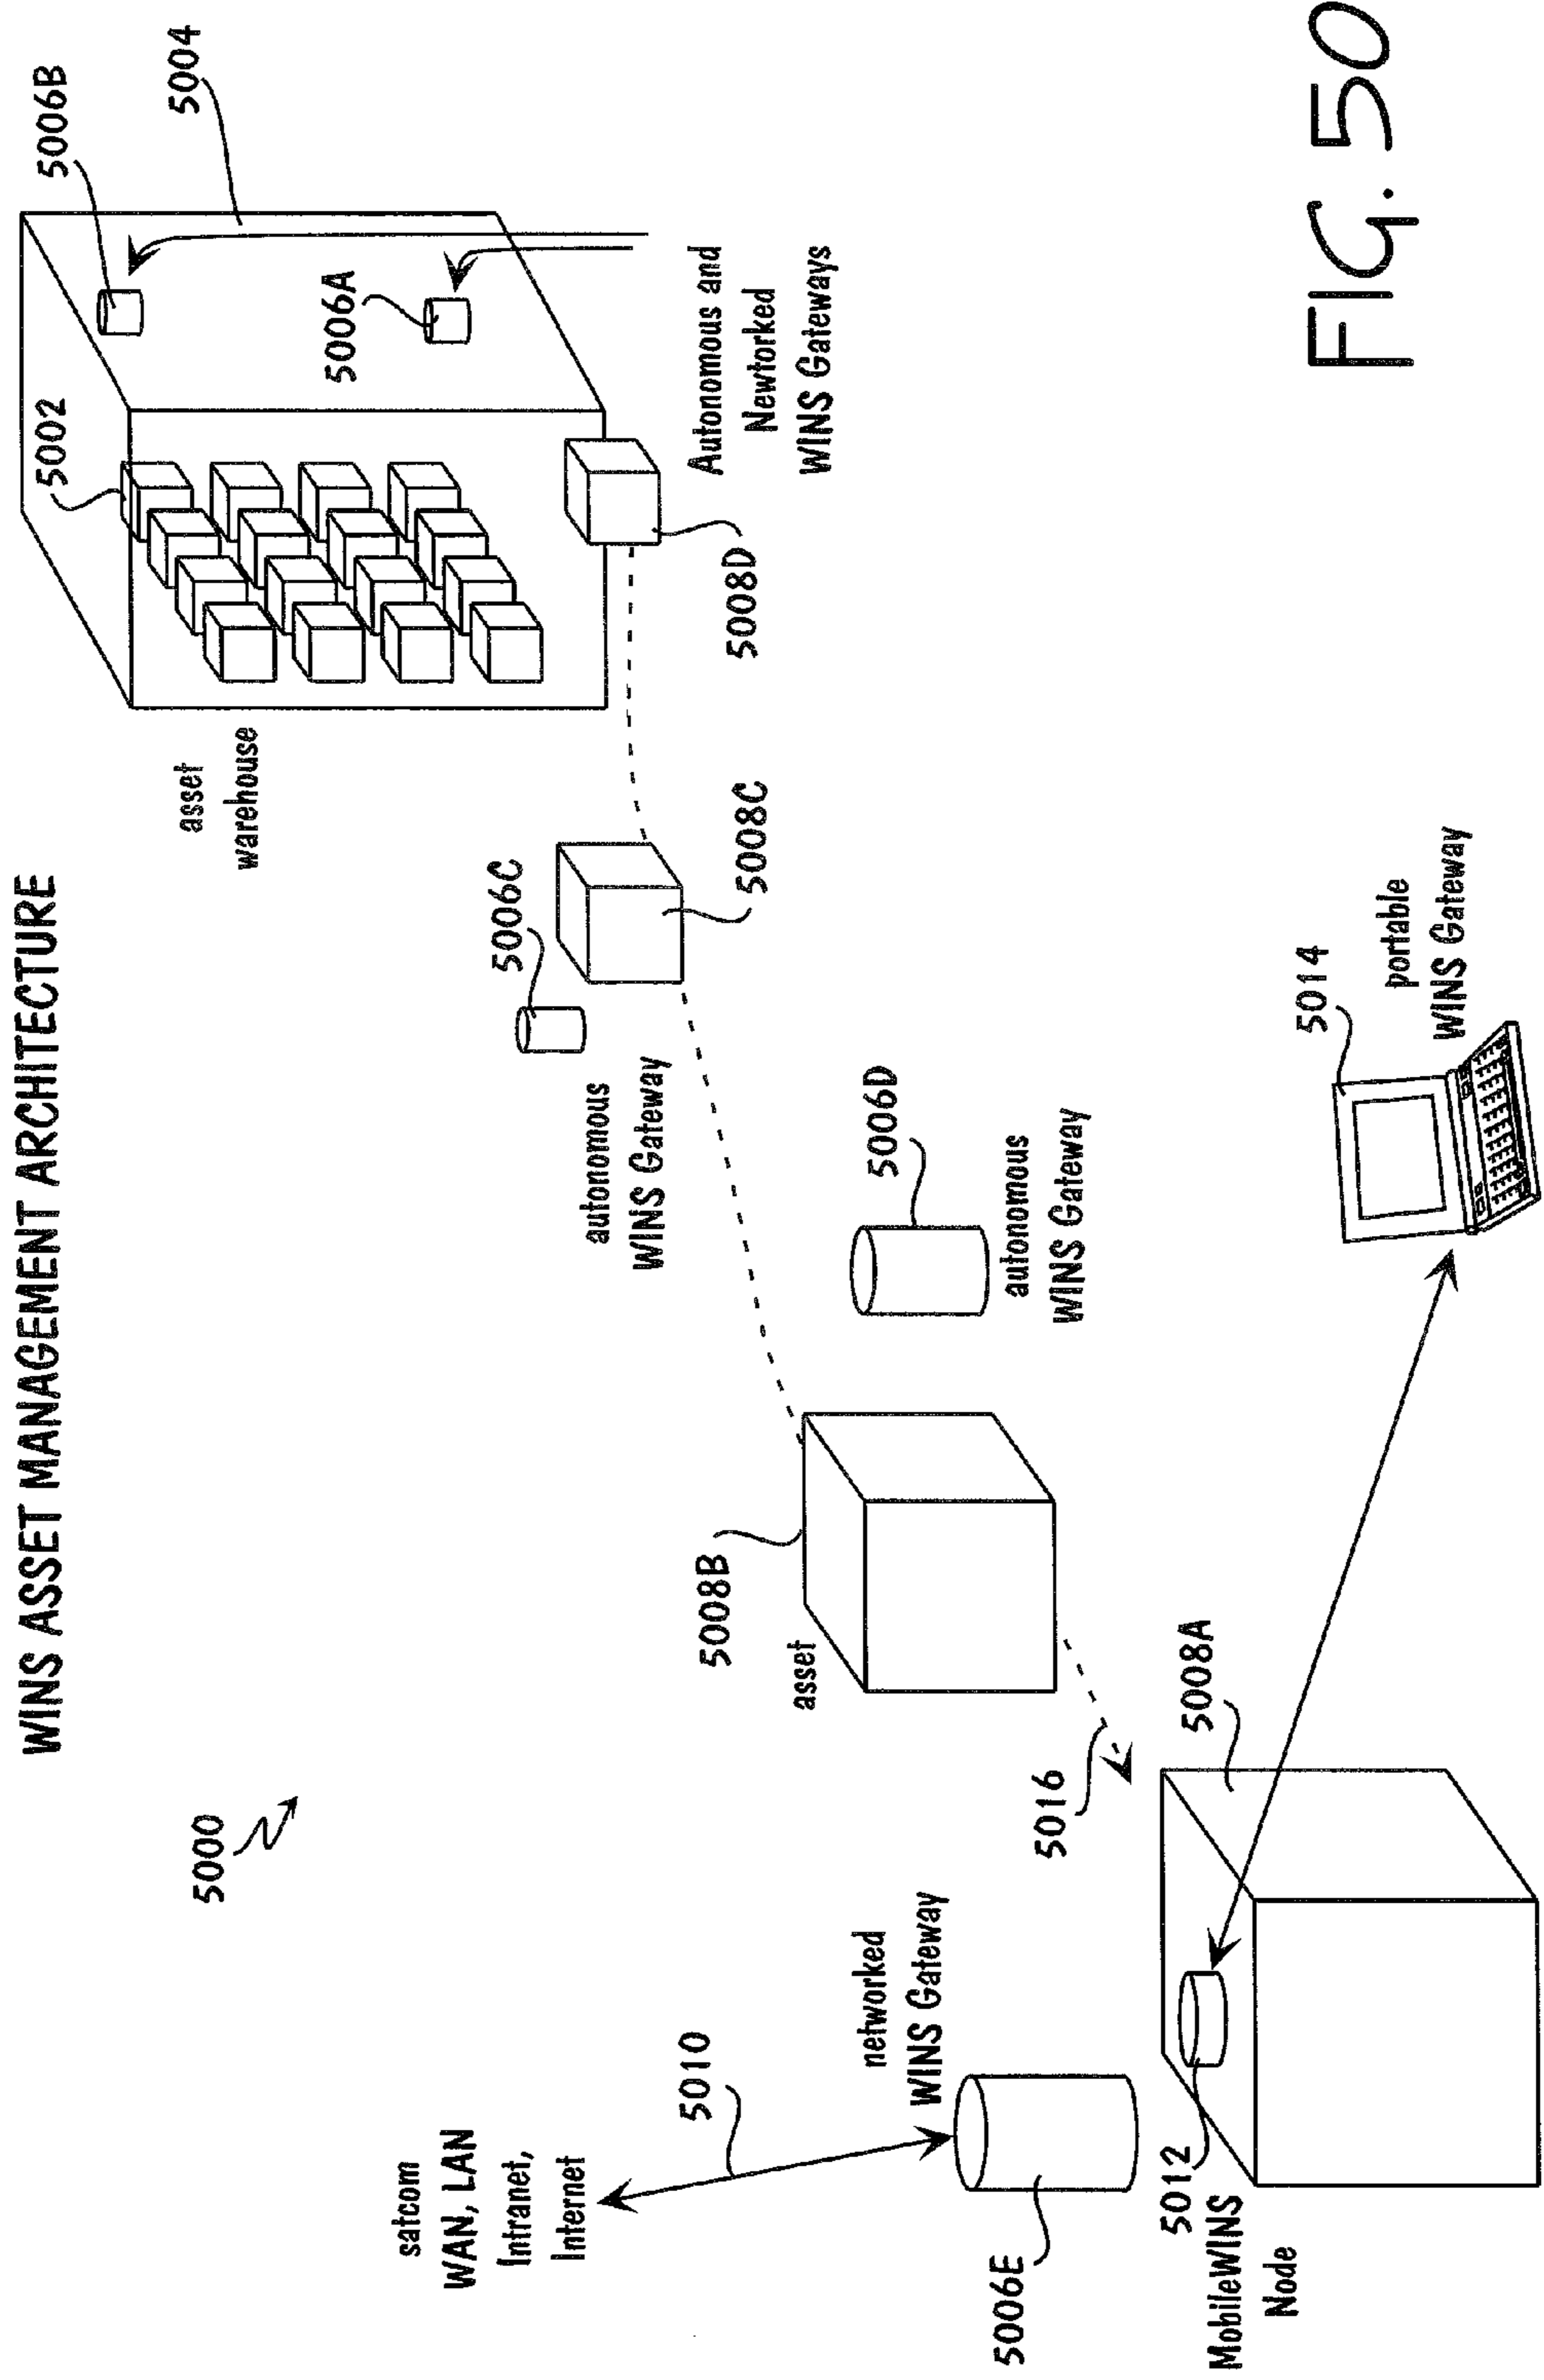 WINS ASSET MANAGEMENT ARCHITECTURE
5000
satcom
WAN, LAN
Intranet,
Internet
5010
networked
WINS Gateway
5006E
5012
MobileWINS
Node
5008A
5016
asset
5008B
5006D
autonomous
WINS Gateway
5006C
autonomous
WINS Gateway
5008C
asset
warehouse
5002
5006B
5004
5006A
5008D
Autonomous and
Newtorked
WINS Gateways
5014
portable
WINS Gateway
FIG. 50